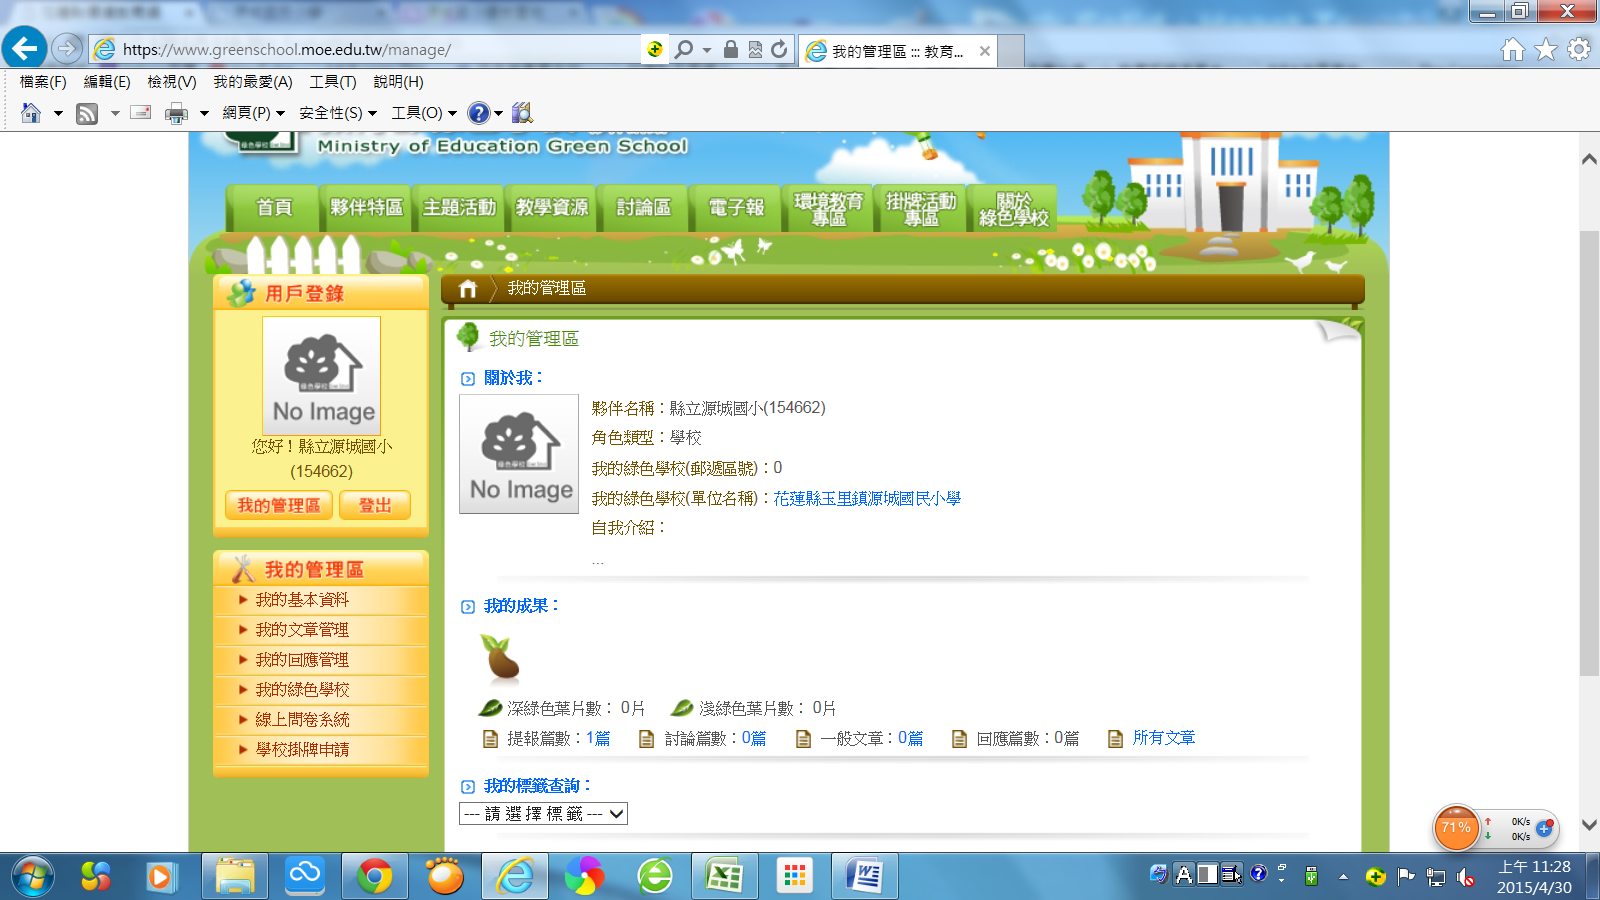 https://www.greenschool.moe.edu.tw/manage/
我的管理區 ::: 教育...
檔案(F) 編輯(E) 檢視(V) 我的最愛(A) 工具(T) 說明(H)
網頁(P) 安全性(S) 工具(O)
Ministry of Education Green School
首頁 夥伴特區 主題活動 教學資源 討論區 電子報 環境教育專區 掛牌活動專區 關於綠色學校
用戶登錄
No Image
您好！縣立源城國小
(154662)
我的管理區 登出
我的管理區
我的基本資料
我的文章管理
我的回應管理
我的綠色學校
線上問卷系統
學校掛牌申請
我的管理區
我的管理區
關於我：
No Image
夥伴名稱：縣立源城國小(154662)
角色類型：學校
我的綠色學校(郵遞區號)：0
我的綠色學校(單位名稱)：花蓮縣玉里鎮源城國民小學
自我介紹：
...
我的成果：
深綠色葉片數： 0片 淺綠色葉片數： 0片
提報篇數：1篇 討論篇數：0篇 一般文章：0篇 回應篇數：0篇 所有文章
我的標籤查詢：
--- 請 選 擇 標 籤 ---
71% 0K/s
0K/s
上午 11:28
2015/4/30